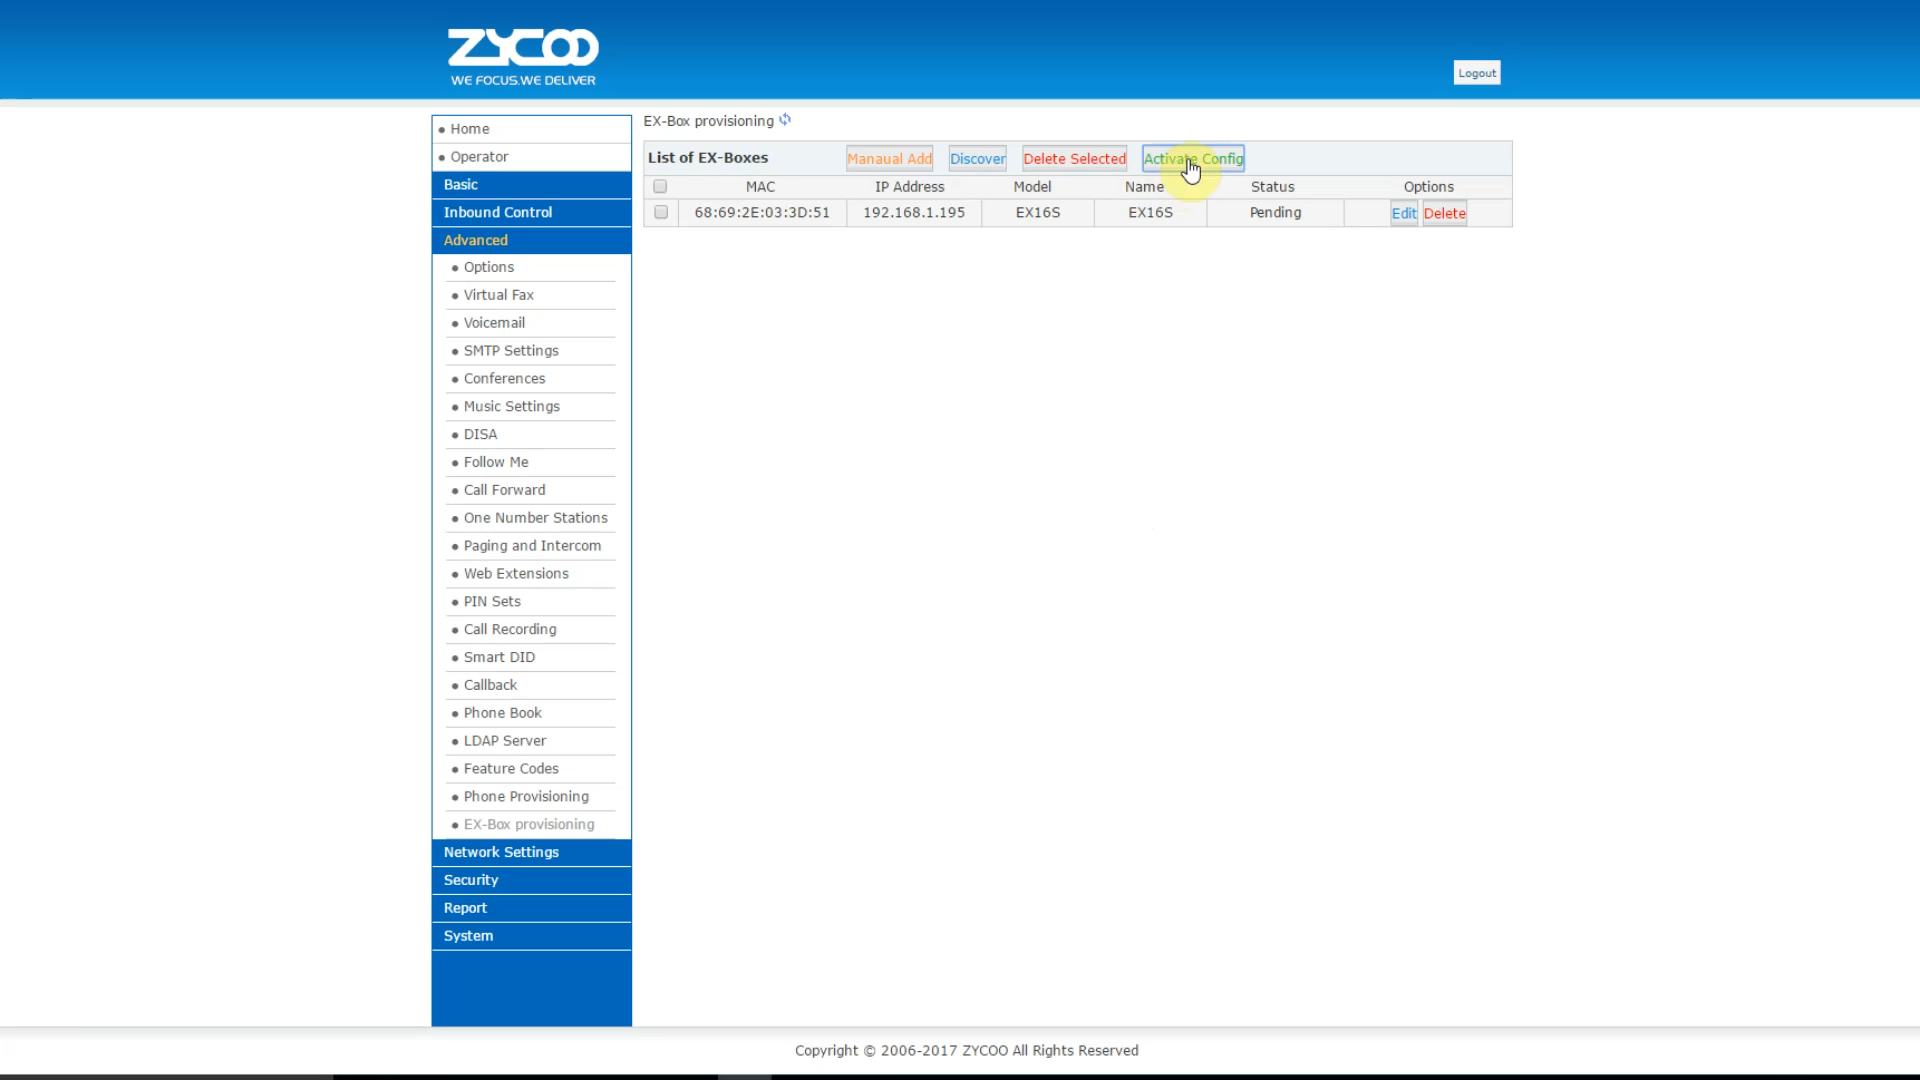 ZYCOO
WE FOCUS.WE DELIVER
Logout
Home
Operator
Basic
Inbound Control
Advanced
Options
Virtual Fax
Voicemail
SMTP Settings
Conferences
Music Settings
DISA
Follow Me
Call Forward
One Number Stations
Paging and Intercom
Web Extensions
PIN Sets
Call Recording
Smart DID
Callback
Phone Book
LDAP Server
Feature Codes
Phone Provisioning
EX-Box provisioning
Network Settings
Security
Report
System
EX-Box provisioning
List of EX-Boxes Manaual Add Discover Delete Selected Activate Config
MAC IP Address Model Name Status Options
68:69:2E:03:3D:51 192.168.1.195 EX16S EX16S Pending Edit Delete
Copyright © 2006-2017 ZYCOO All Rights Reserved